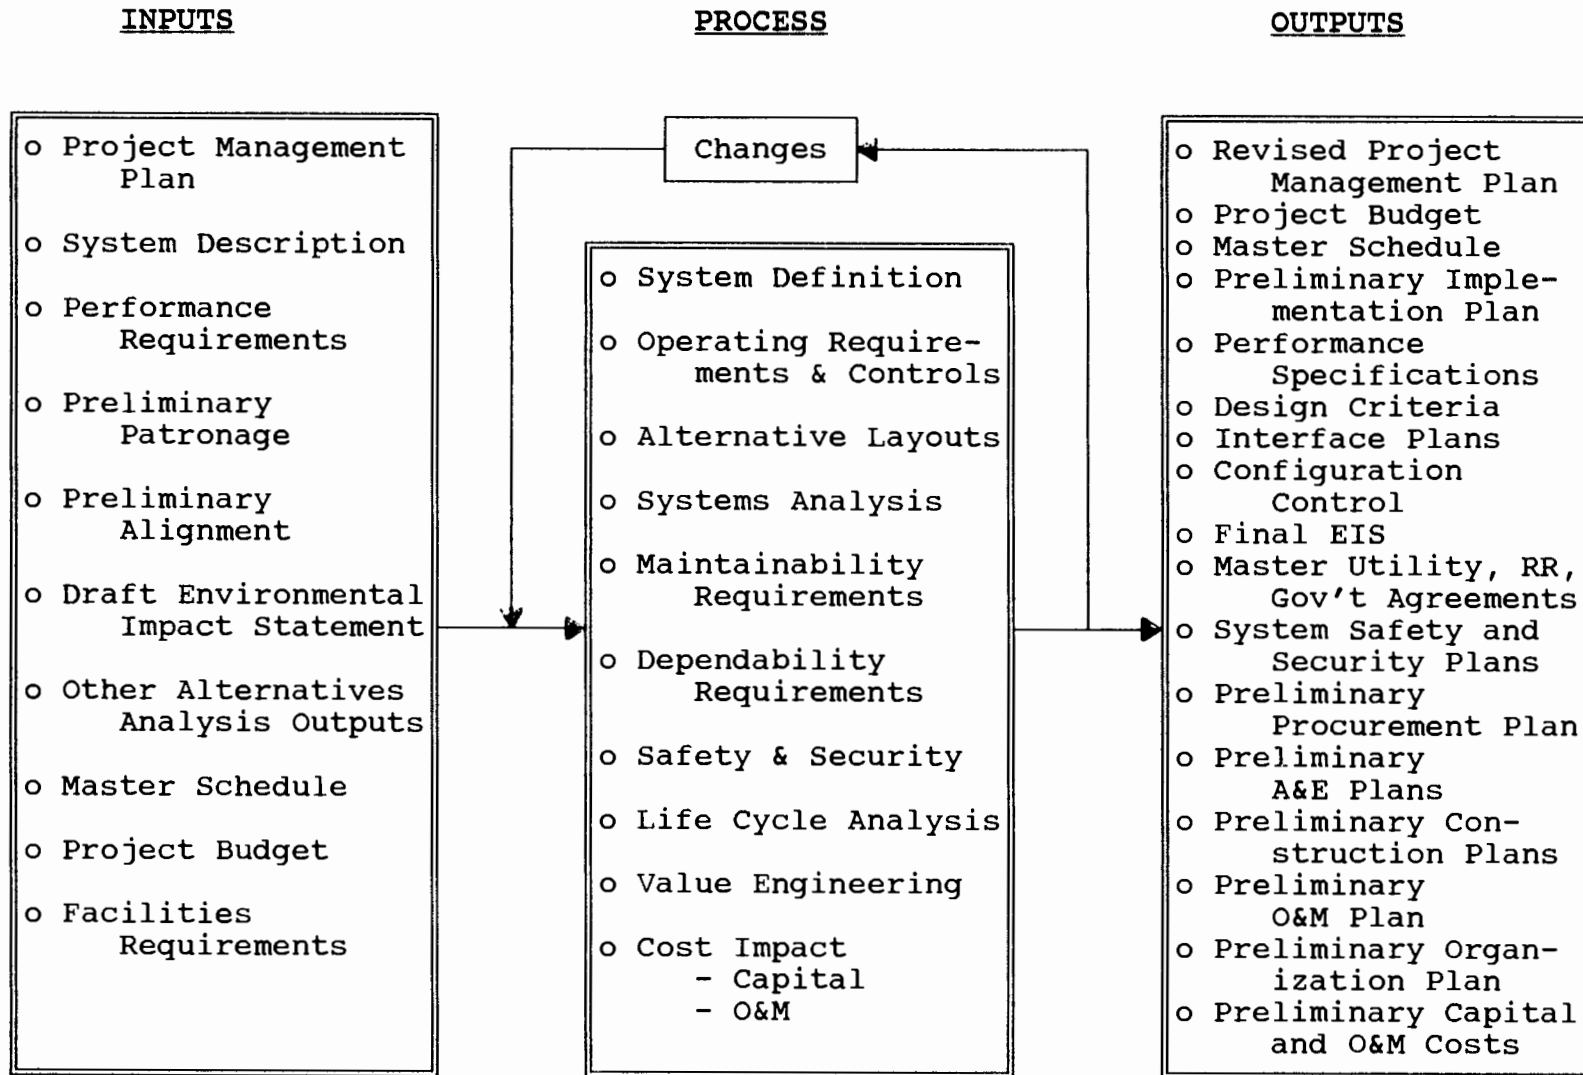 INPUTS
PROCESS
OUTPUTS
o Project Management
Plan
o System Description
o Performance
Requirements
o Preliminary
Patronage
o Preliminary
Alignment
o Draft Environmental
Impact Statement
o Other Alternatives
Analysis Outputs
o Master Schedule
o Project Budget
o Facilities
Requirements
Changes
o System Definition
o Operating Require-
ments & Controls
o Alternative Layouts
o Systems Analysis
o Maintainability
Requirements
o Dependability
Requirements
o Safety & Security
o Life Cycle Analysis
o Value Engineering
o Cost Impact
- Capital
- O&M
o Revised Project
Management Plan
o Project Budget
o Master Schedule
o Preliminary Imple-
mentation Plan
o Performance
Specifications
o Design Criteria
o Interface Plans
o Configuration
Control
o Final EIS
o Master Utility, RR,
Gov't Agreements
o System Safety and
Security Plans
o Preliminary
Procurement Plan
o Preliminary
A&E Plans
o Preliminary Con-
struction Plans
o Preliminary
O&M Plan
o Preliminary Organ-
ization Plan
o Preliminary Capital
and O&M Costs